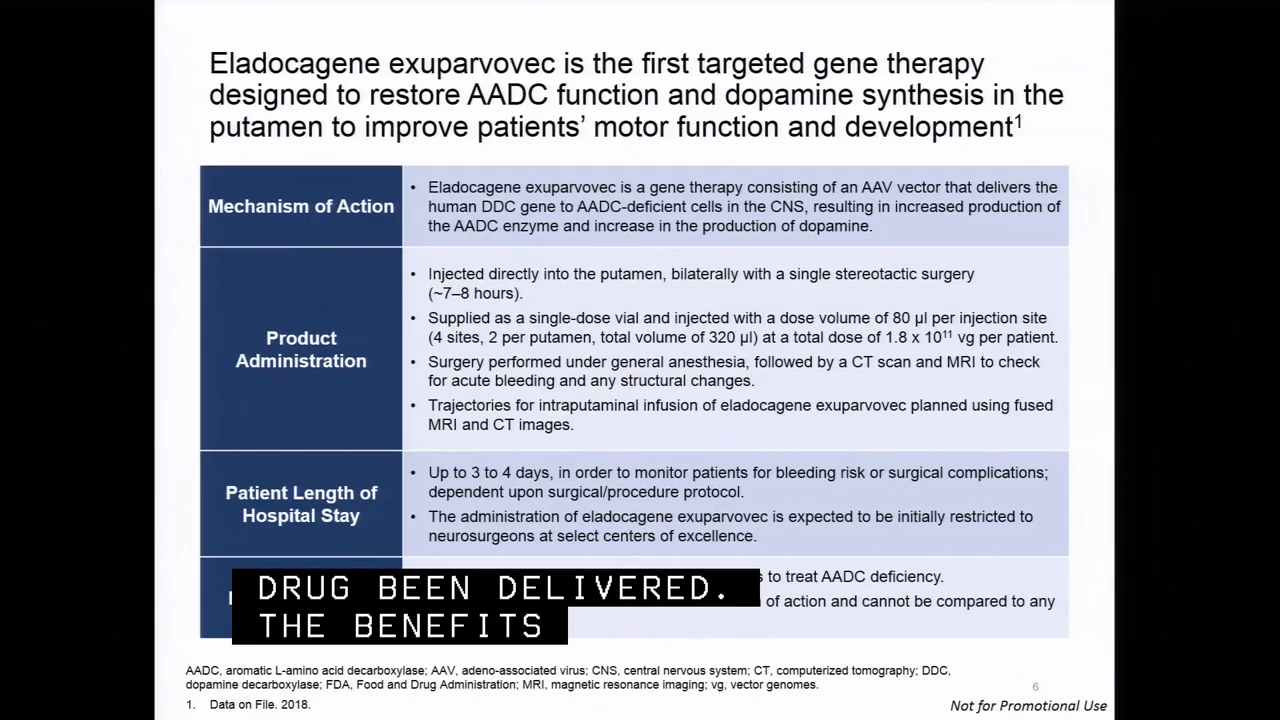 Eladocagene exuparvovec is the first targeted gene therapy
designed to restore AADC function and dopamine synthesis in the
putamen to improve patients' motor function and development¹
Mechanism of Action
• Eladocagene exuparvovec is a gene therapy consisting of an AAV vector that delivers the
human DDC gene to AADC-deficient cells in the CNS, resulting in increased production of
the AADC enzyme and increase in the production of dopamine.
Product
Administration
• Injected directly into the putamen, bilaterally with a single stereotactic surgery
(~7–8 hours).
• Supplied as a single-dose vial and injected with a dose volume of 80 µl per injection site
(4 sites, 2 per putamen, total volume of 320 µl) at a total dose of 1.8 x 10¹¹ vg per patient.
• Surgery performed under general anesthesia, followed by a CT scan and MRI to check
for acute bleeding and any structural changes.
• Trajectories for intraputaminal infusion of eladocagene exuparvovec planned using fused
MRI and CT images.
Patient Length of
Hospital Stay
• Up to 3 to 4 days, in order to monitor patients for bleeding risk or surgical complications;
dependent upon surgical/procedure protocol.
• The administration of eladocagene exuparvovec is expected to be initially restricted to
neurosurgeons at select centers of excellence.
to treat AADC deficiency.
of action and cannot be compared to any
DRUG BEEN DELIVERED.
THE BENEFITS
AADC, aromatic L-amino acid decarboxylase; AAV, adeno-associated virus; CNS, central nervous system; CT, computerized tomography; DDC,
dopamine decarboxylase; FDA, Food and Drug Administration; MRI, magnetic resonance imaging; vg, vector genomes.
6
1. Data on File. 2018.
Not for Promotional Use